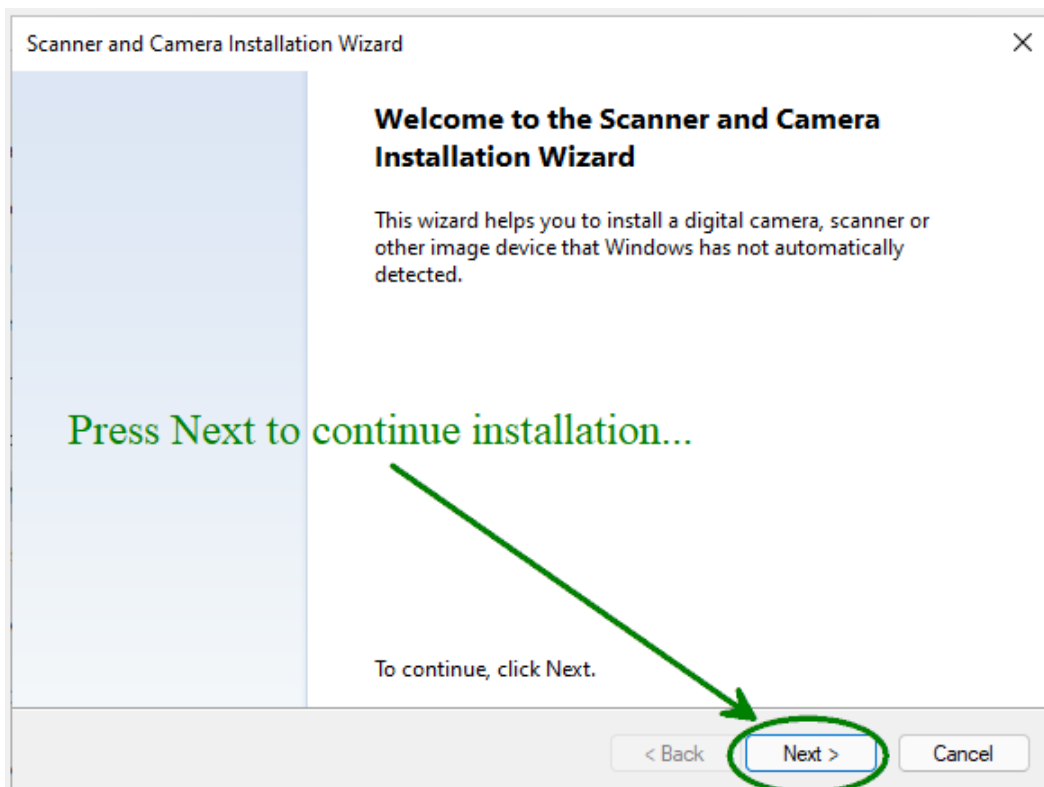 Scanner and Camera Installation Wizard
Welcome to the Scanner and Camera
Installation Wizard
This wizard helps you to install a digital camera, scanner or
other image device that Windows has not automatically
detected.
Press Next to continue installation...
To continue, click Next.
< Back
Next >
Cancel